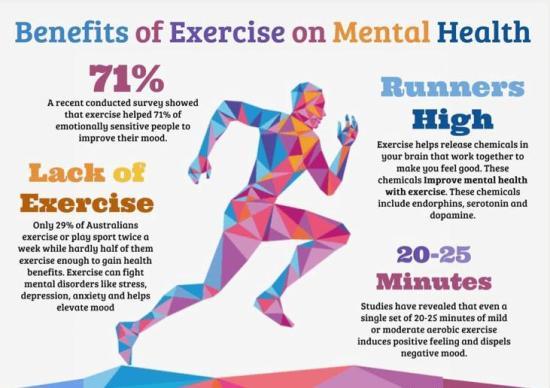 Benefits of Exercise on Mental Health
71%
A recent conducted survey showed
that exercise helped 71% of
emotionally sensitive people to
improve their mood.
Lack of
Exercise
Only 29% of Australians
exercise or play sport twice a
week while hardly half of them
exercise enough to gain health
benefits. Exercise can fight
mental disorders like stress,
depression, anxiety and helps
elevate mood
Runners
High
Exercise helps release chemicals in
your brain that work together to
make you feel good. These
chemicals Improve mental health
with exercise. These chemicals
include endorphins, serotonin and
dopamine.
20-25
Minutes
Studies have revealed that even a
single set of 20-25 minutes of mild
or moderate aerobic exercise
induces positive feeling and dispels
negative mood.